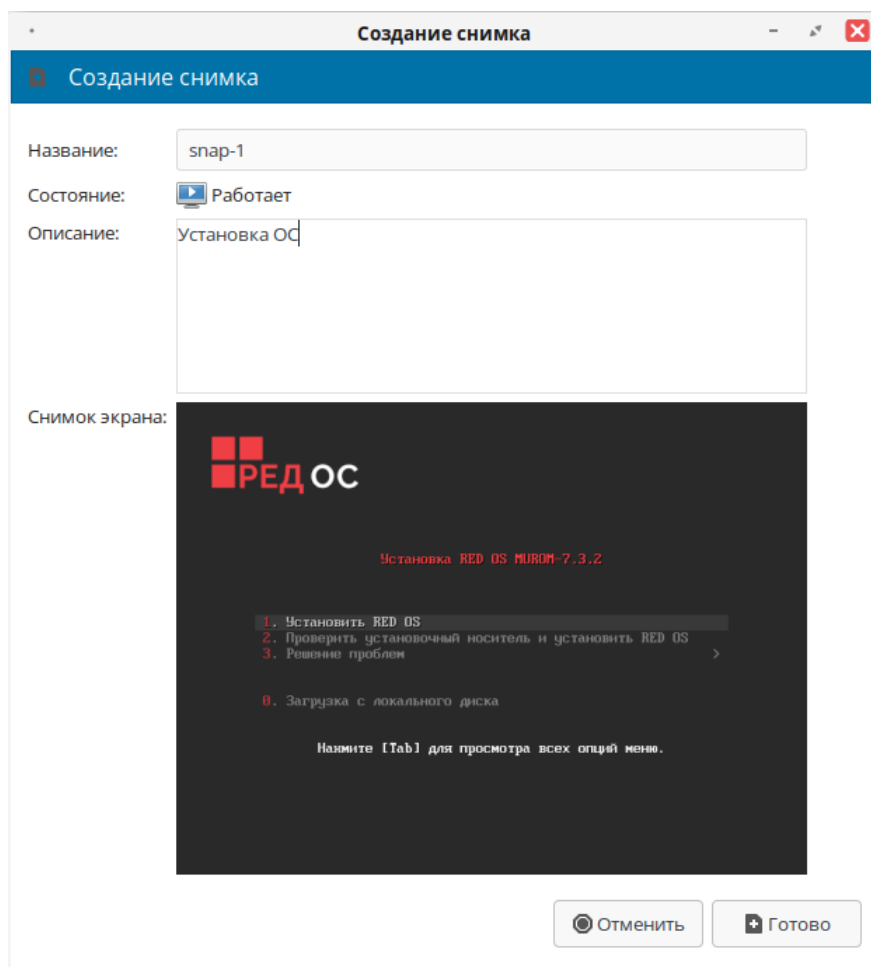 Создание снимка
Создание снимка
Название: snap-1
Состояние: Работает
Описание: Установка ОС
Снимок экрана:
РЕД ОС
Установка RED OS MUROM-7.3.2
1. Установить RED OS
2. Проверить установочный носитель и установить RED OS
3. Решение проблем >
0. Загрузка с локального диска
Нажмите [Tab] для просмотра всех опций меню.
Отменить Готово